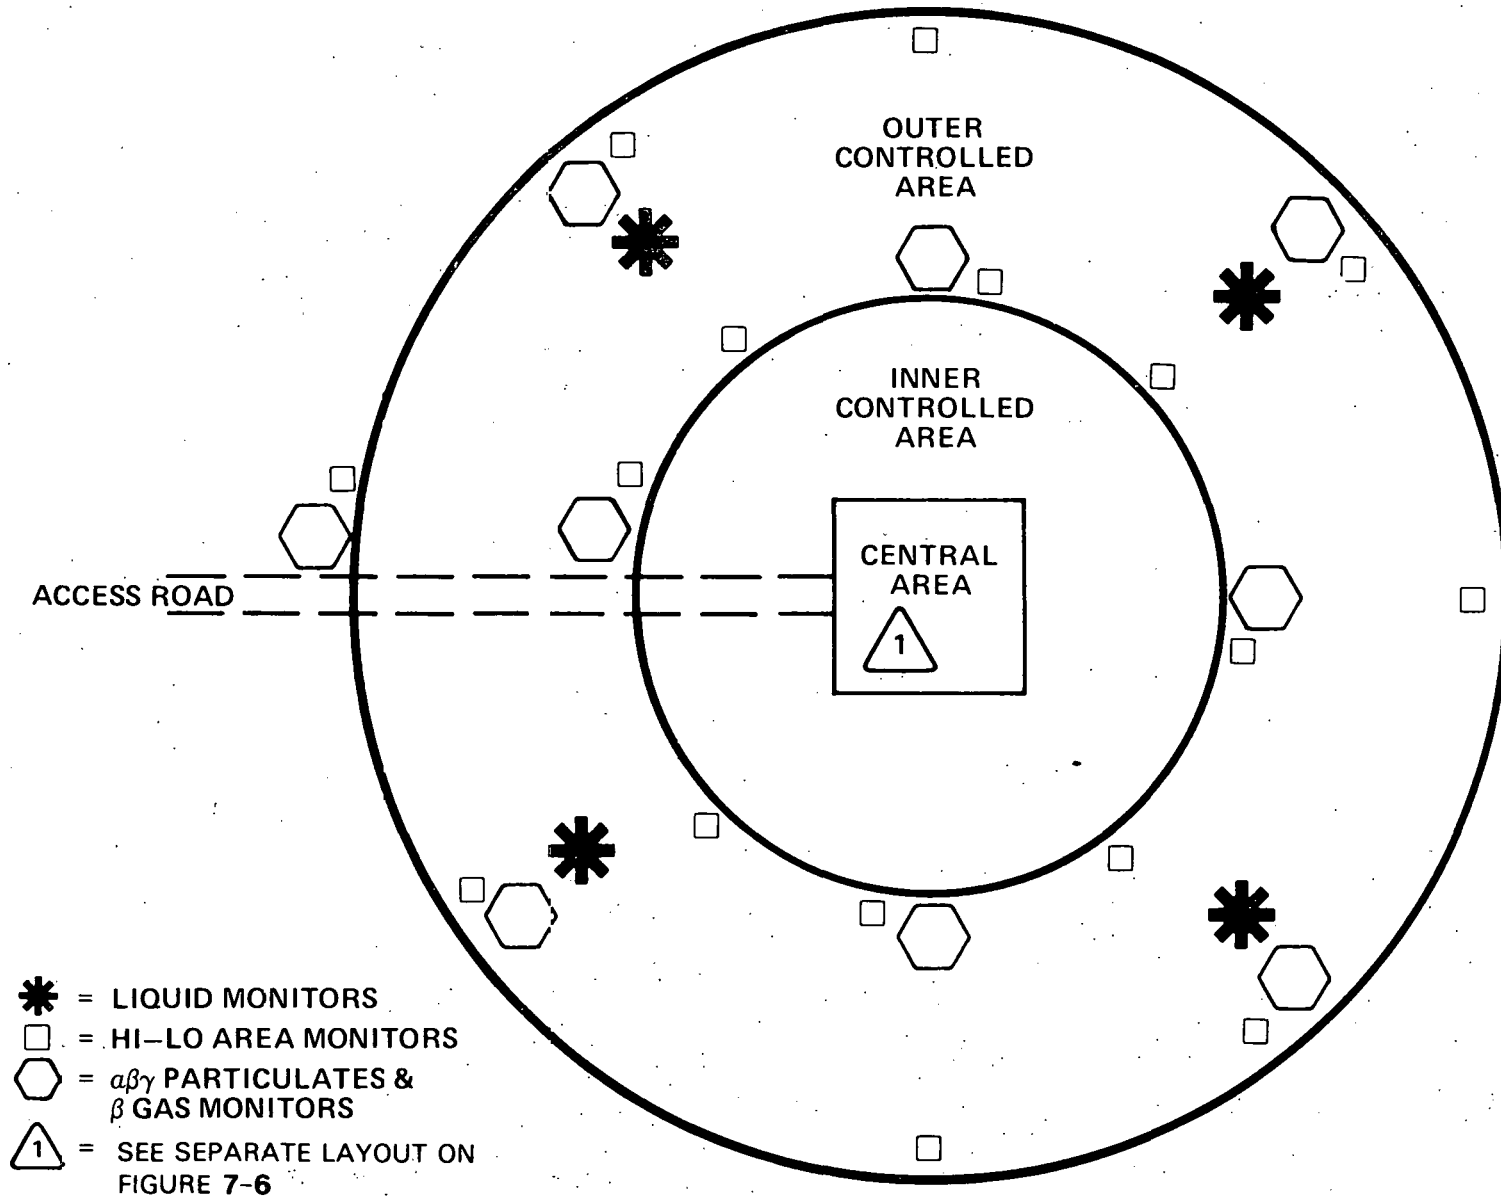 OUTER
CONTROLLED
AREA
INNER
CONTROLLED
AREA
CENTRAL
AREA
1
ACCESS ROAD
= LIQUID MONITORS
= HI–LO AREA MONITORS
= αβγ PARTICULATES &
β GAS MONITORS
1 = SEE SEPARATE LAYOUT ON
FIGURE 7-6